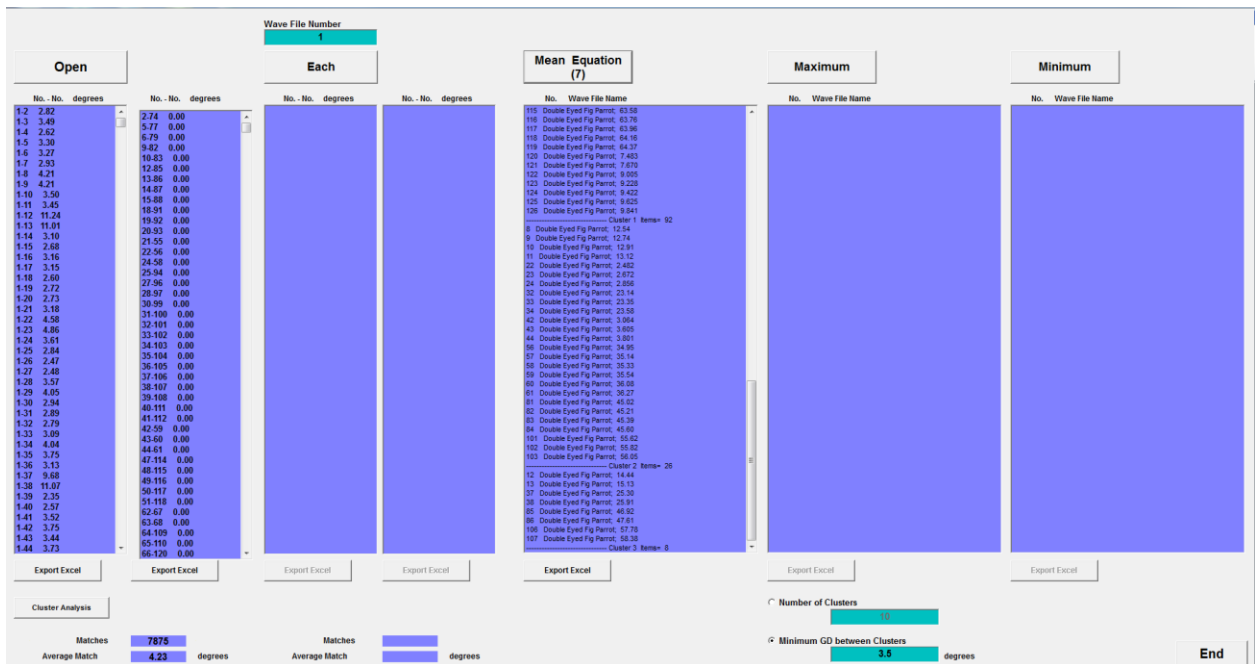 Wave File Number
1
Open
Each
Mean Equation
(7)
Maximum
Minimum
No. - No. degrees
No. - No. degrees
No. - No. degrees
No. - No. degrees
No. Wave File Name
No. Wave File Name
No. Wave File Name
1-2 2.82
1-3 3.49
1-4 2.62
1-5 3.30
1-6 3.27
1-7 2.93
1-8 4.21
1-9 4.21
1-10 3.50
1-11 3.45
1-12 11.24
1-13 11.01
1-14 3.10
1-15 2.68
1-16 3.16
1-17 3.15
1-18 2.60
1-19 2.72
1-20 2.73
1-21 3.18
1-22 4.58
1-23 4.86
1-24 3.61
1-25 2.84
1-26 2.47
1-27 2.48
1-28 3.57
1-29 4.05
1-30 2.94
1-31 2.89
1-32 2.79
1-33 3.09
1-34 4.04
1-35 3.75
1-36 3.13
1-37 9.68
1-38 11.07
1-39 2.35
1-40 2.57
1-41 3.52
1-42 3.75
1-43 3.44
1-44 3.73
2-74 0.00
5-77 0.00
6-79 0.00
9-82 0.00
10-83 0.00
12-85 0.00
13-86 0.00
14-87 0.00
15-88 0.00
18-91 0.00
19-92 0.00
20-93 0.00
21-55 0.00
22-56 0.00
24-58 0.00
25-94 0.00
27-96 0.00
28-97 0.00
30-99 0.00
31-100 0.00
32-101 0.00
33-102 0.00
34-103 0.00
35-104 0.00
36-105 0.00
37-106 0.00
38-107 0.00
39-108 0.00
40-111 0.00
41-112 0.00
42-59 0.00
43-60 0.00
44-61 0.00
47-114 0.00
48-115 0.00
49-116 0.00
50-117 0.00
51-118 0.00
62-67 0.00
63-68 0.00
64-109 0.00
65-110 0.00
66-120 0.00
115 Double Eyed Fig Parrot; 63.58
116 Double Eyed Fig Parrot; 63.76
117 Double Eyed Fig Parrot; 63.96
118 Double Eyed Fig Parrot; 64.16
119 Double Eyed Fig Parrot; 64.37
120 Double Eyed Fig Parrot; 7.483
121 Double Eyed Fig Parrot; 7.670
122 Double Eyed Fig Parrot; 9.005
123 Double Eyed Fig Parrot; 9.228
124 Double Eyed Fig Parrot; 9.422
125 Double Eyed Fig Parrot; 9.625
126 Double Eyed Fig Parrot; 9.841
------------------------------ Cluster 1 Items= 92
8 Double Eyed Fig Parrot; 12.54
9 Double Eyed Fig Parrot; 12.74
10 Double Eyed Fig Parrot; 12.91
11 Double Eyed Fig Parrot; 13.12
22 Double Eyed Fig Parrot; 2.482
23 Double Eyed Fig Parrot; 2.672
24 Double Eyed Fig Parrot; 2.856
32 Double Eyed Fig Parrot; 23.14
33 Double Eyed Fig Parrot; 23.35
34 Double Eyed Fig Parrot; 23.58
42 Double Eyed Fig Parrot; 3.064
43 Double Eyed Fig Parrot; 3.605
44 Double Eyed Fig Parrot; 3.801
56 Double Eyed Fig Parrot; 34.95
57 Double Eyed Fig Parrot; 35.14
58 Double Eyed Fig Parrot; 35.33
59 Double Eyed Fig Parrot; 35.54
60 Double Eyed Fig Parrot; 36.08
61 Double Eyed Fig Parrot; 36.27
81 Double Eyed Fig Parrot; 45.02
82 Double Eyed Fig Parrot; 45.21
83 Double Eyed Fig Parrot; 45.39
84 Double Eyed Fig Parrot; 45.60
101 Double Eyed Fig Parrot; 55.62
102 Double Eyed Fig Parrot; 55.82
103 Double Eyed Fig Parrot; 56.05
------------------------------ Cluster 2 Items= 26
12 Double Eyed Fig Parrot; 14.44
13 Double Eyed Fig Parrot; 15.13
37 Double Eyed Fig Parrot; 25.30
38 Double Eyed Fig Parrot; 25.91
85 Double Eyed Fig Parrot; 46.92
86 Double Eyed Fig Parrot; 47.61
106 Double Eyed Fig Parrot; 57.78
107 Double Eyed Fig Parrot; 58.38
------------------------------ Cluster 3 Items= 8
Export Excel
Export Excel
Export Excel
Export Excel
Export Excel
Export Excel
Export Excel
Cluster Analysis
Number of Clusters
10
Matches 7875
Matches
Minimum GD between Clusters
Average Match 4.23 degrees
Average Match degrees
3.5 degrees
End